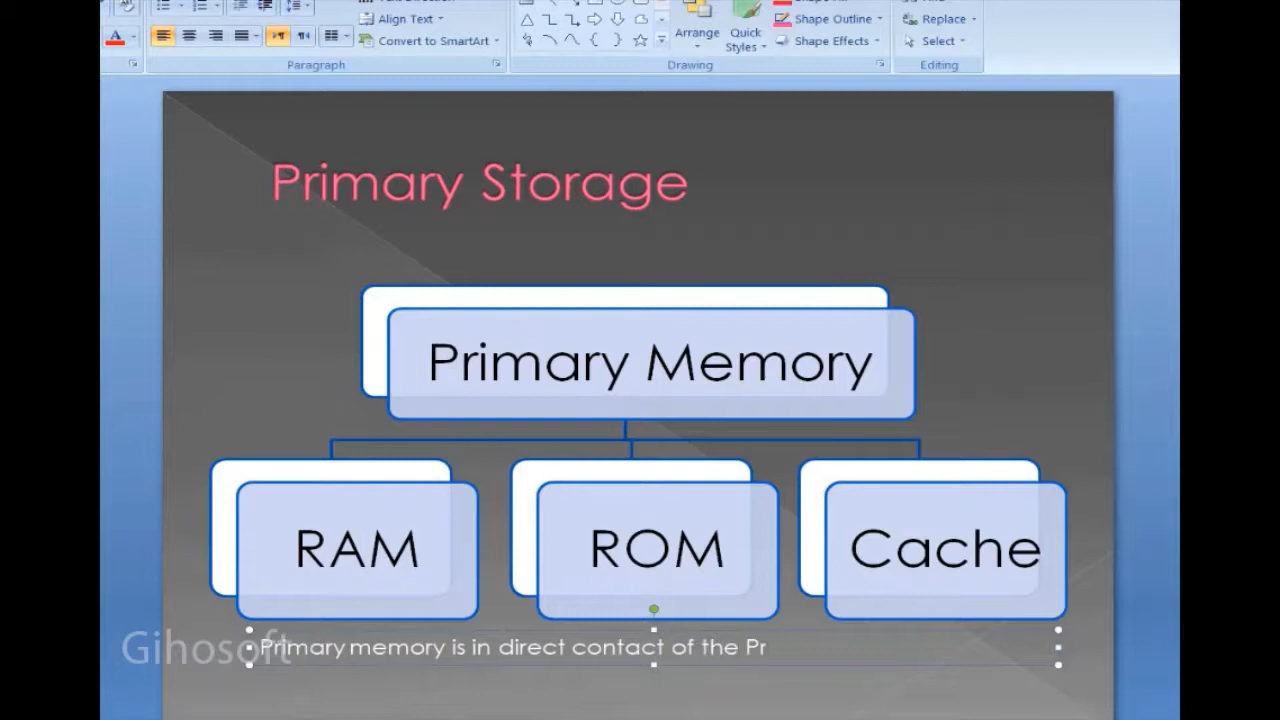 Align Text
Convert to SmartArt
Paragraph
Arrange
Quick
Styles
Shape Outline
Shape Effects
Drawing
Replace
Select
Editing
Primary Storage
Primary Memory
RAM
ROM
Cache
Gihosoft
Primary memory is in direct contact of the Pr